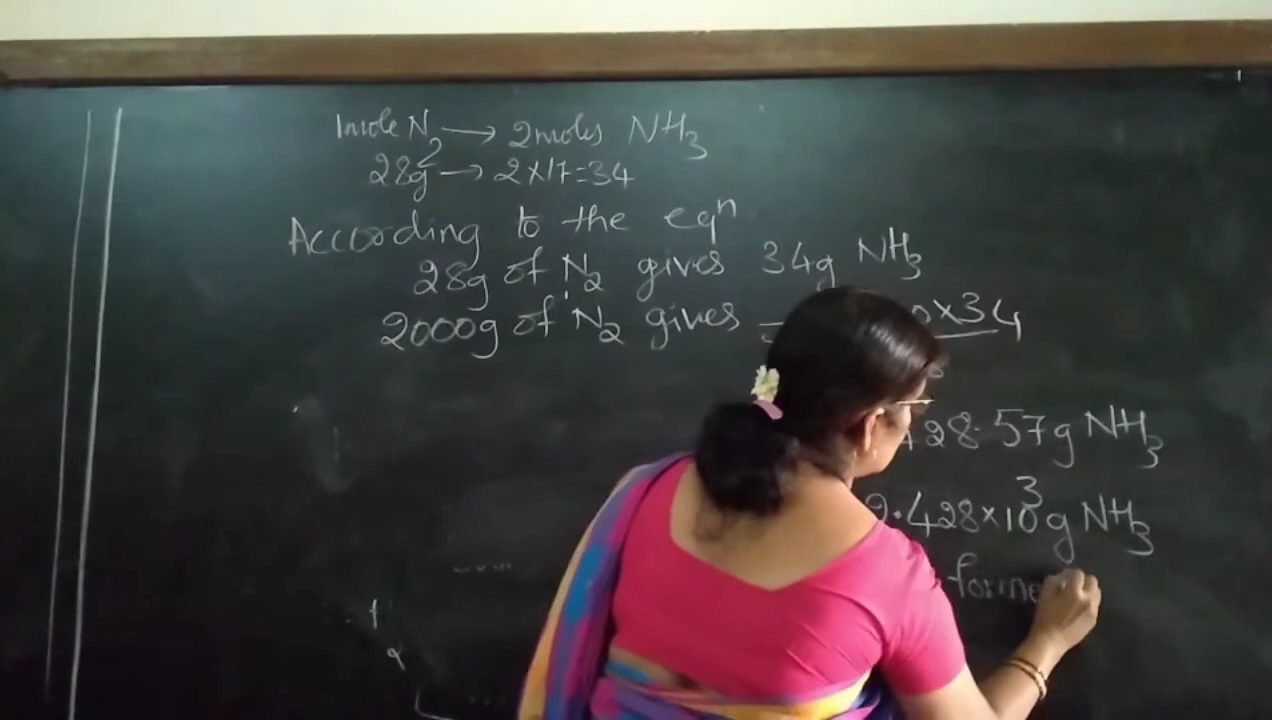 1mole N2 → 2moles NH3
28g → 2×17=34
According to the eqn
28g of N2 gives 34g NH3
2000g of N2 gives 0×34
428.57g NH3
2.428×10³g NH3
forme